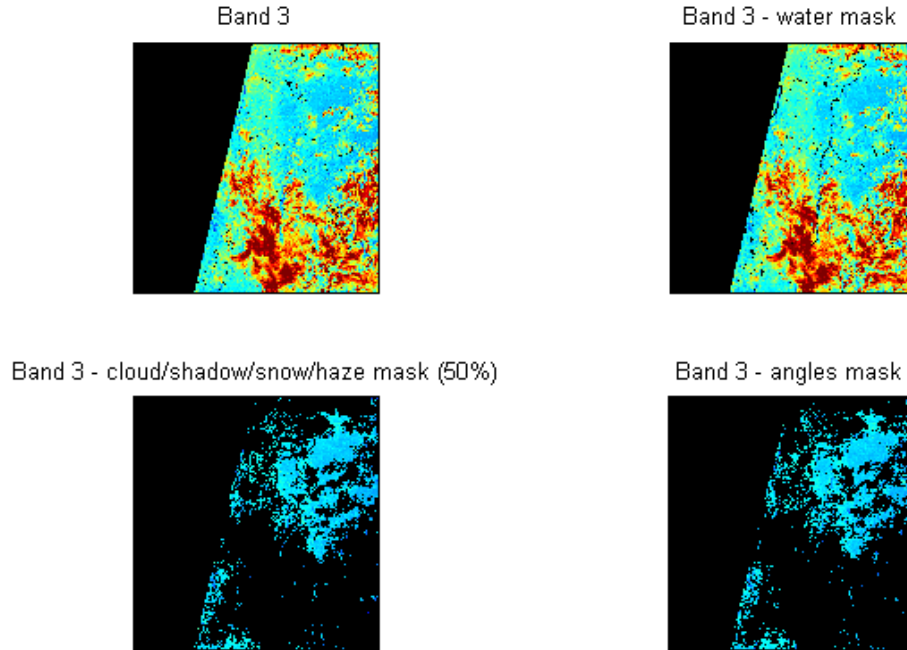 Band 3
Band 3 - water mask
Band 3 - cloud/shadow/snow/haze mask (50%)
Band 3 - angles mask